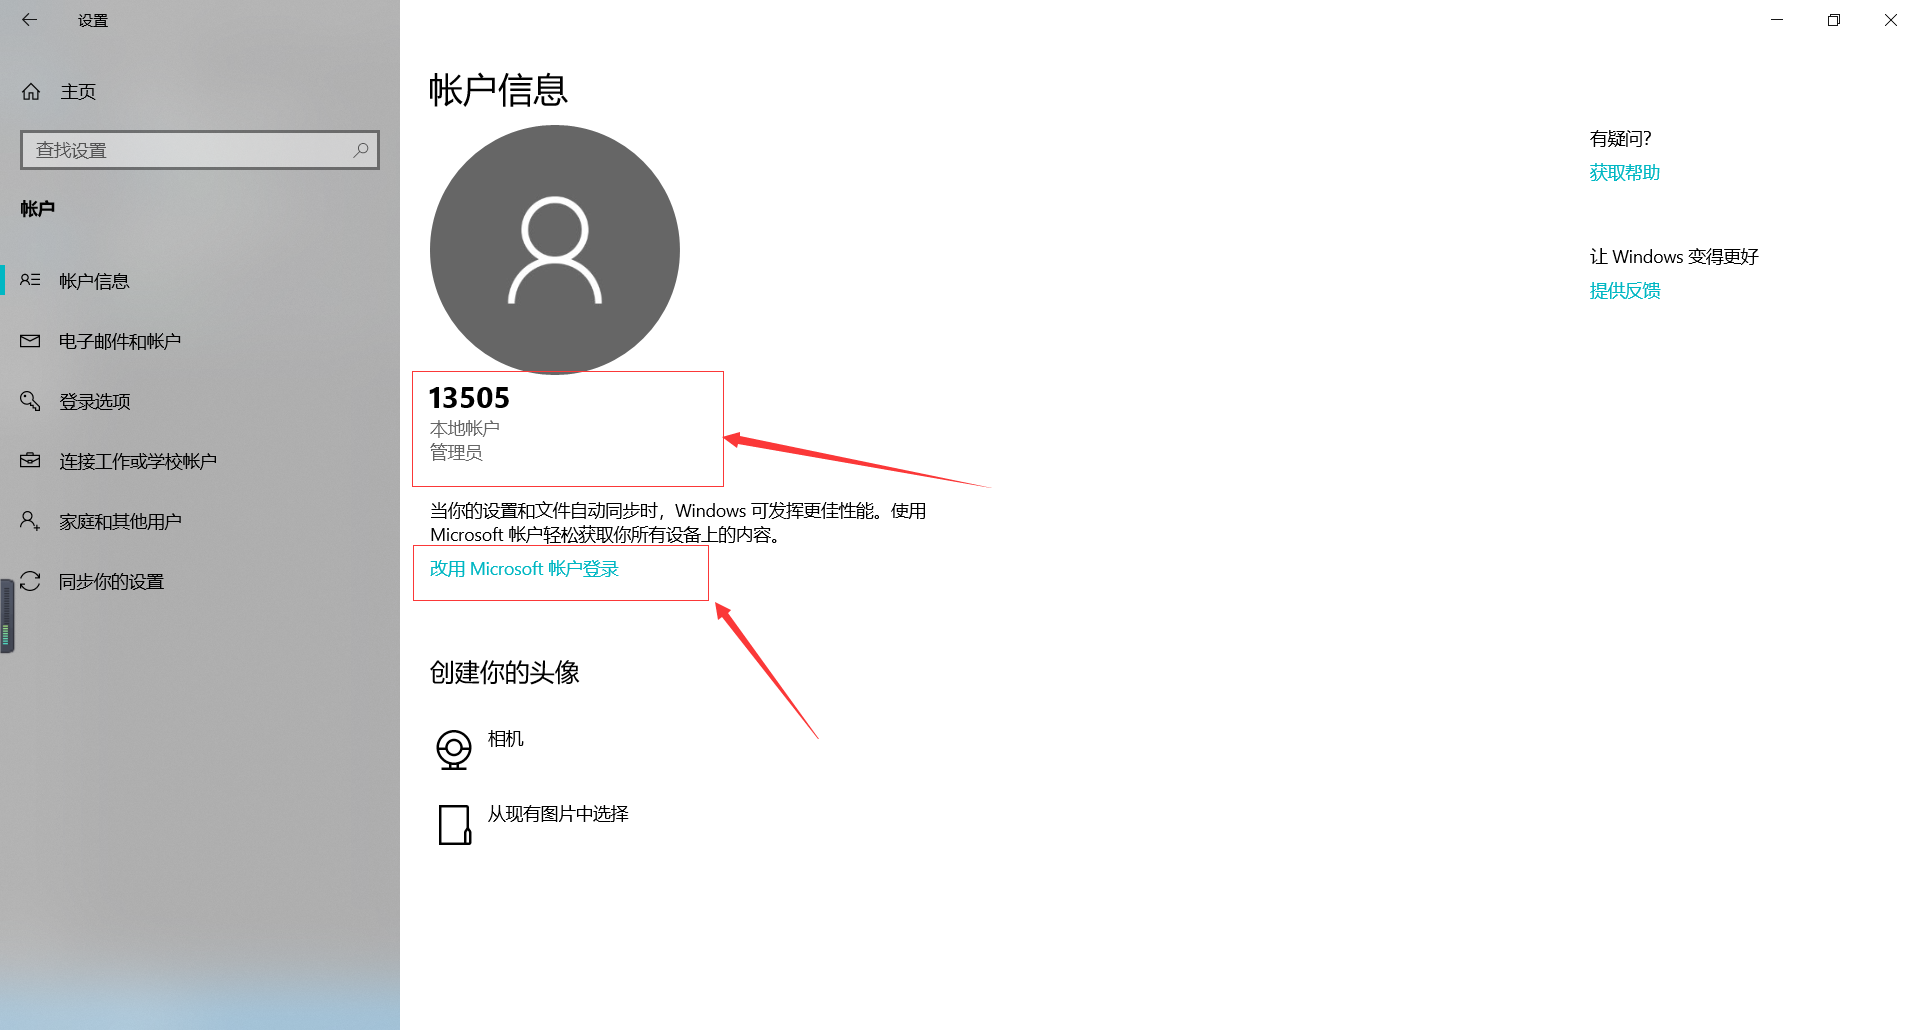 设置
主页
查找设置
帐户
帐户信息
电子邮件和帐户
登录选项
连接工作或学校帐户
家庭和其他用户
同步你的设置
帐户信息
13505
本地帐户
管理员
当你的设置和文件自动同步时，Windows 可发挥更佳性能。使用
Microsoft 帐户轻松获取你所有设备上的内容。
改用 Microsoft 帐户登录
创建你的头像
相机
从现有图片中选择
有疑问？
获取帮助
让 Windows 变得更好
提供反馈